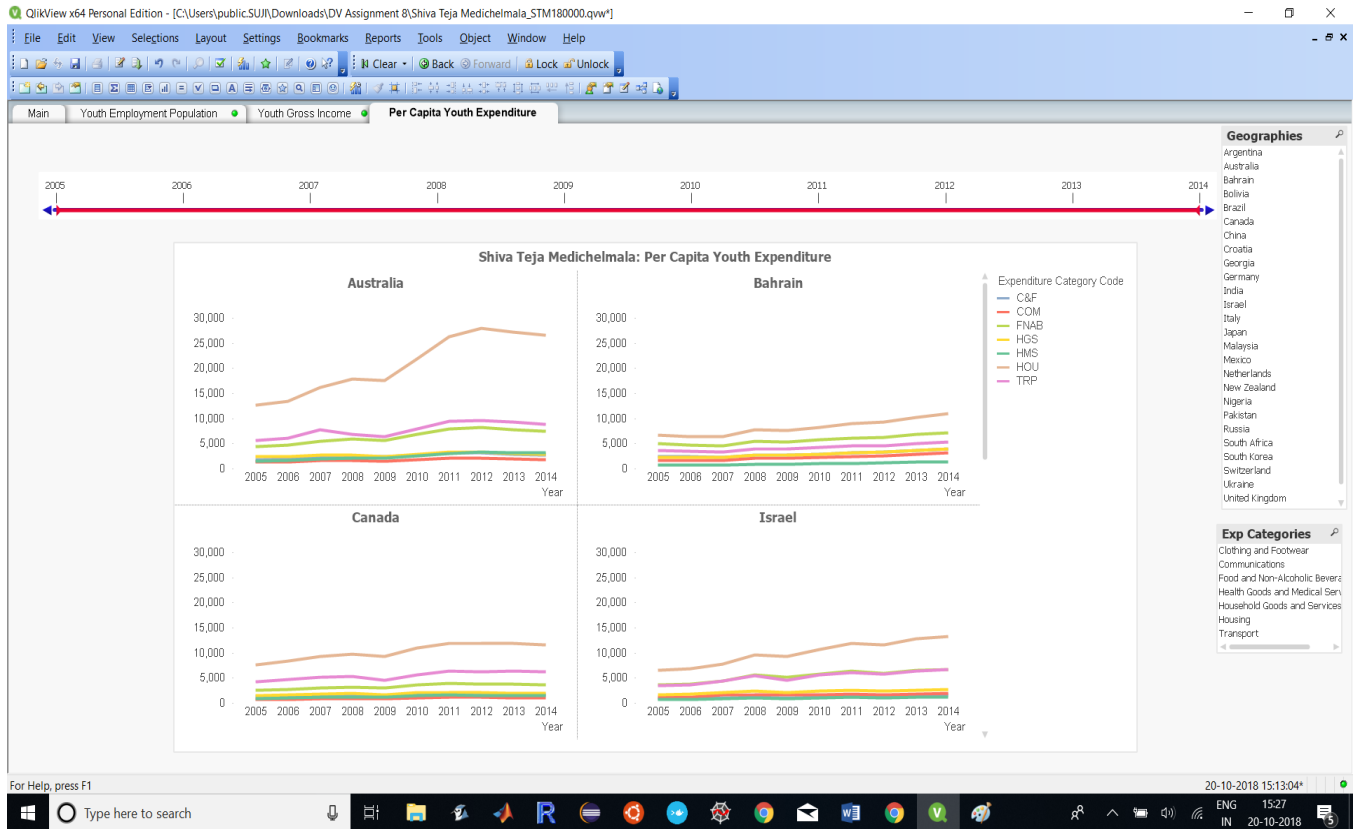 QlikView x64 Personal Edition - [C:\Users\public.SUJI\Downloads\DV Assignment 8\Shiva Teja Medichelmala_STM180000.qvw*]
File Edit View Selections Layout Settings Bookmarks Reports Tools Object Window Help
Clear Back Forward Lock Unlock
Main Youth Employment Population Youth Gross Income Per Capita Youth Expenditure
2005 2006 2007 2008 2009 2010 2011 2012 2013 2014
Shiva Teja Medichelmala: Per Capita Youth Expenditure
Australia
30,000
25,000
20,000
15,000
10,000
5,000
0
2005 2006 2007 2008 2009 2010 2011 2012 2013 2014
Year
Bahrain
30,000
25,000
20,000
15,000
10,000
5,000
0
2005 2006 2007 2008 2009 2010 2011 2012 2013 2014
Year
Canada
30,000
25,000
20,000
15,000
10,000
5,000
0
2005 2006 2007 2008 2009 2010 2011 2012 2013 2014
Year
Israel
30,000
25,000
20,000
15,000
10,000
5,000
0
2005 2006 2007 2008 2009 2010 2011 2012 2013 2014
Year
Expenditure Category Code
C&F
COM
FNAB
HGS
HMS
HOU
TRP
Geographies
Argentina
Australia
Bahrain
Bolivia
Brazil
Canada
China
Croatia
Georgia
Germany
India
Israel
Italy
Japan
Malaysia
Mexico
Netherlands
New Zealand
Nigeria
Pakistan
Russia
South Africa
South Korea
Switzerland
Ukraine
United Kingdom
Exp Categories
Clothing and Footwear
Communications
Food and Non-Alcoholic Bevera
Health Goods and Medical Serv
Household Goods and Services
Housing
Transport
For Help, press F1
20-10-2018 15:13:04*
Type here to search
ENG
IN
15:27
20-10-2018
5